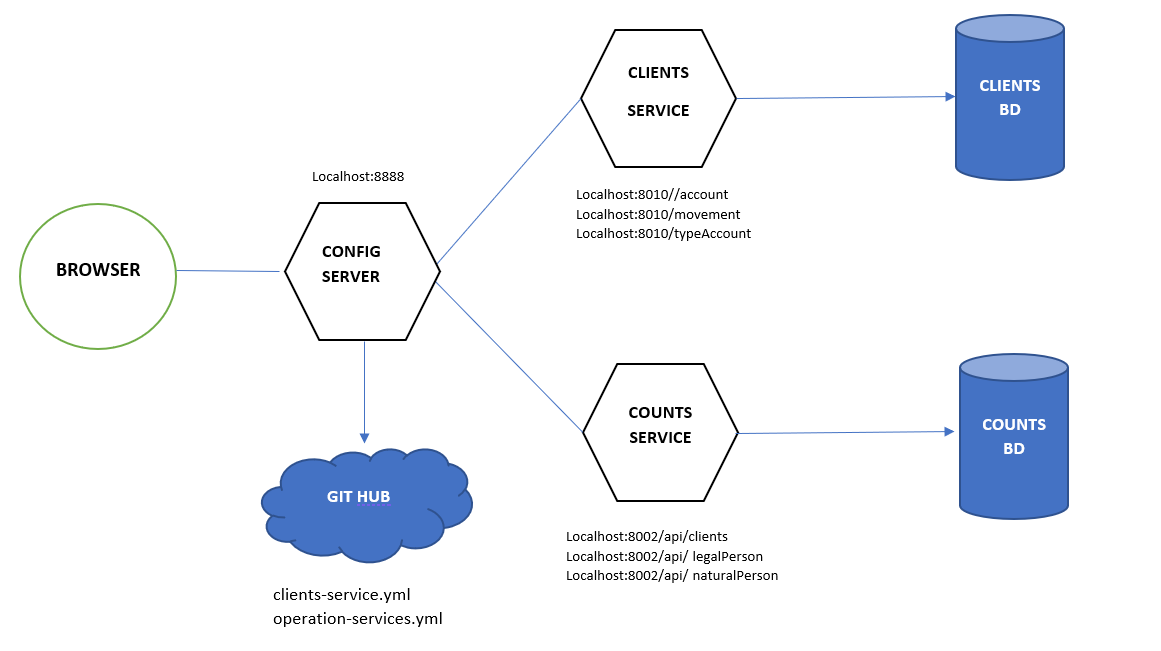 CLIENTS
SERVICE
CLIENTS
BD
Localhost:8888
Localhost:8010//account
Localhost:8010/movement
Localhost:8010/typeAccount
BROWSER
CONFIG
SERVER
COUNTS
SERVICE
COUNTS
BD
GIT HUB
Localhost:8002/api/clients
Localhost:8002/api/ legalPerson
Localhost:8002/api/ naturalPerson
clients-service.yml
operation-services.yml